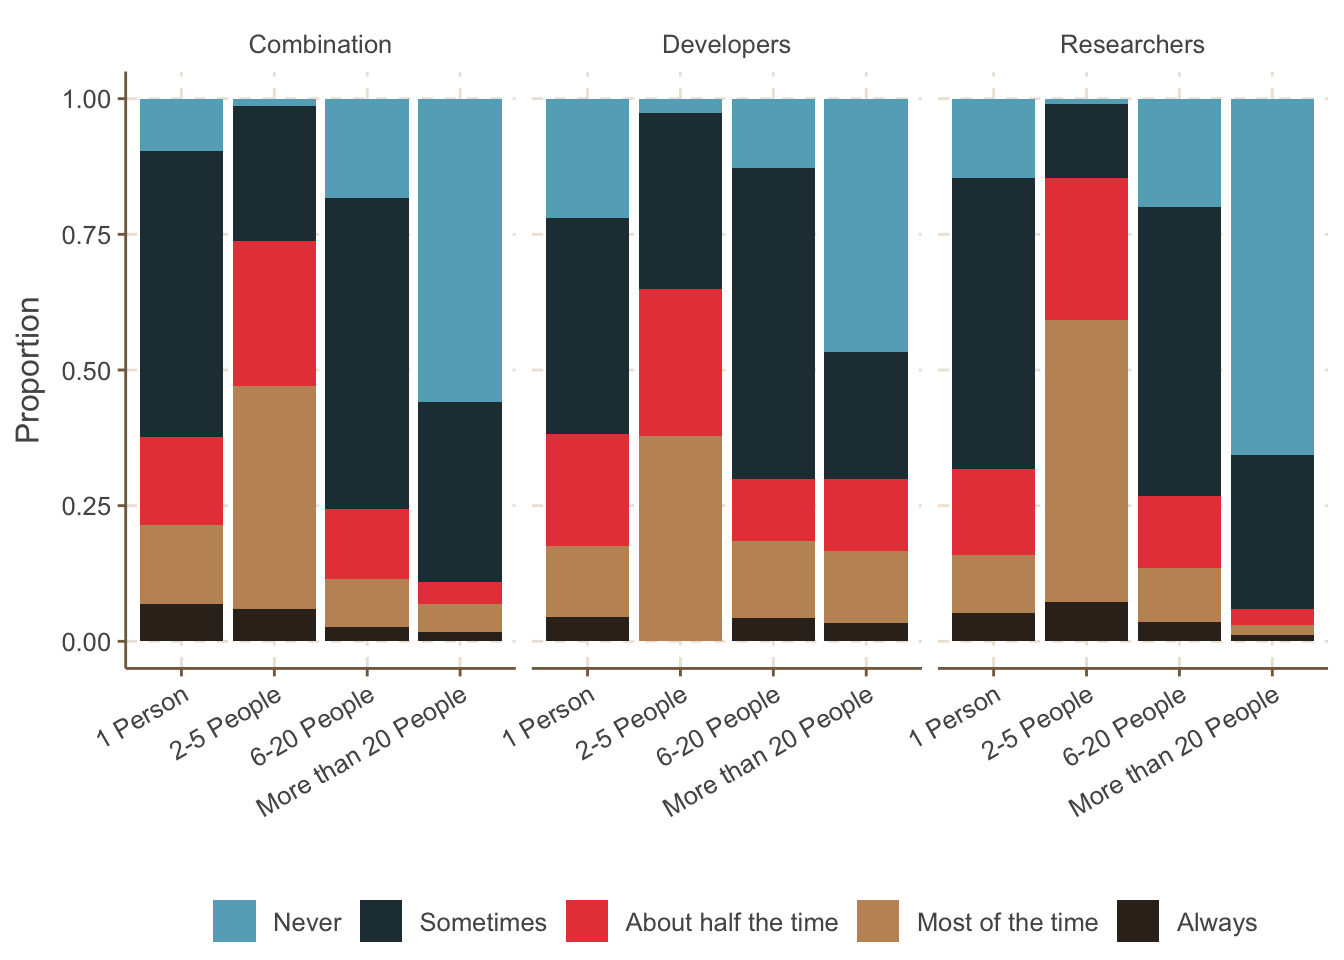 Combination
Developers
Researchers
Proportion
1.00
0.75
0.50
0.25
0.00
1 Person
2-5 People
6-20 People
More than 20 People
1 Person
2-5 People
6-20 People
More than 20 People
1 Person
2-5 People
6-20 People
More than 20 People
Never
Sometimes
About half the time
Most of the time
Always